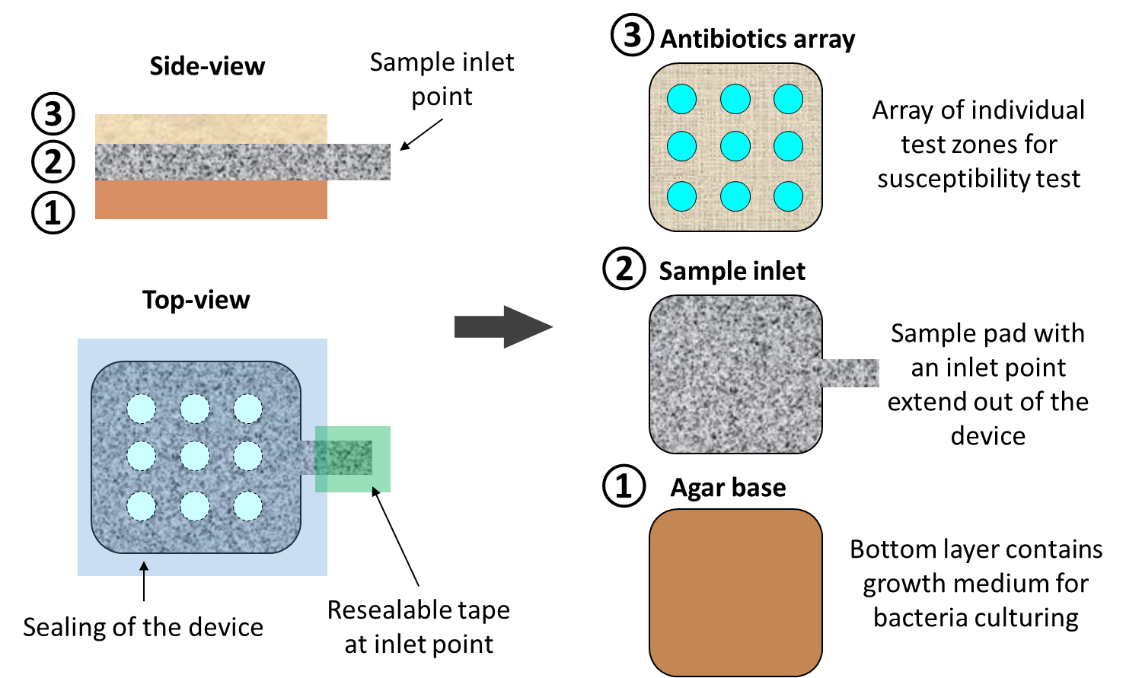 Side-view
Sample inlet
point
3
2
1
Top-view
Sealing of the device
Resealable tape
at inlet point
3 Antibiotics array
Array of individual
test zones for
susceptibility test
2 Sample inlet
Sample pad with
an inlet point
extend out of the
device
1 Agar base
Bottom layer contains
growth medium for
bacteria culturing